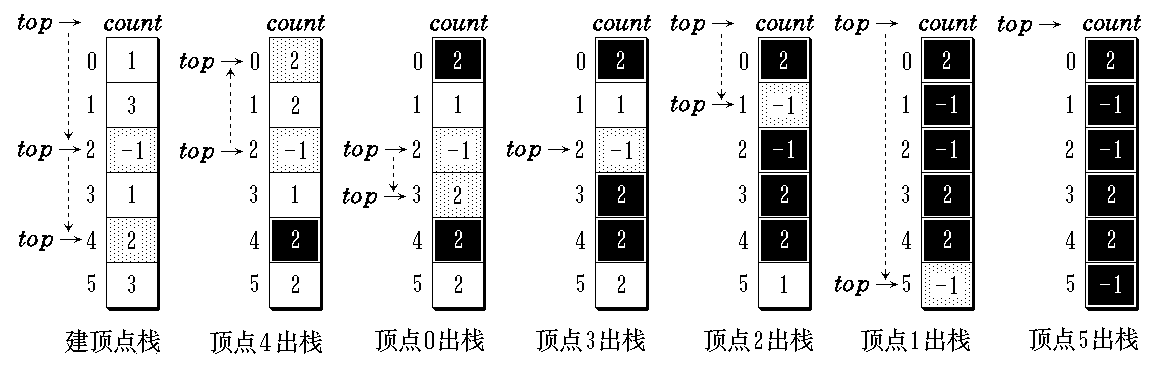 top count top count count count top count top count top count
0 1 top 0 2 0 2 0 2 0 2 0 2 0 2
1 3 1 2 1 1 1 1 top 1 -1 1 -1 1 -1
top 2 -1 top 2 -1 top 2 -1 top 2 -1 2 -1 2 -1 2 -1
3 1 3 1 top 3 2 3 2 3 2 3 2 3 2
top 4 2 4 2 4 2 4 2 4 2 4 2 4 2
5 3 5 2 5 2 5 2 5 1 top 5 -1 5 -1
建顶点栈 顶点4出栈 顶点0出栈 顶点3出栈 顶点2出栈 顶点1出栈 顶点5出栈